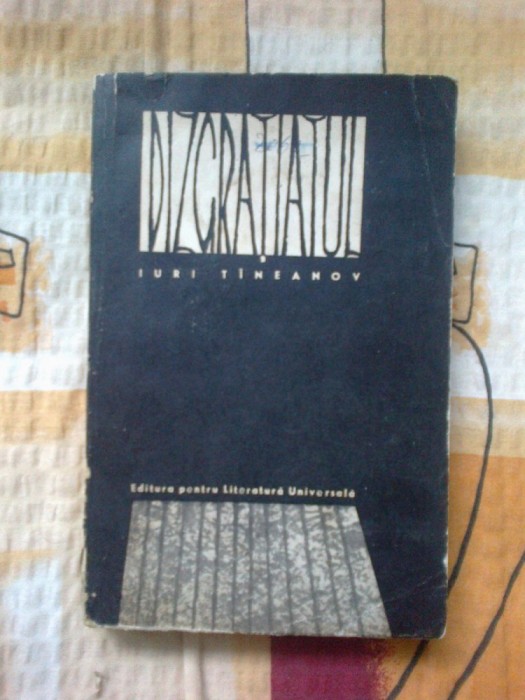 DIZGRAȚIATUL
IURI TÎNEANOV
Editura pentru Literatură Universală